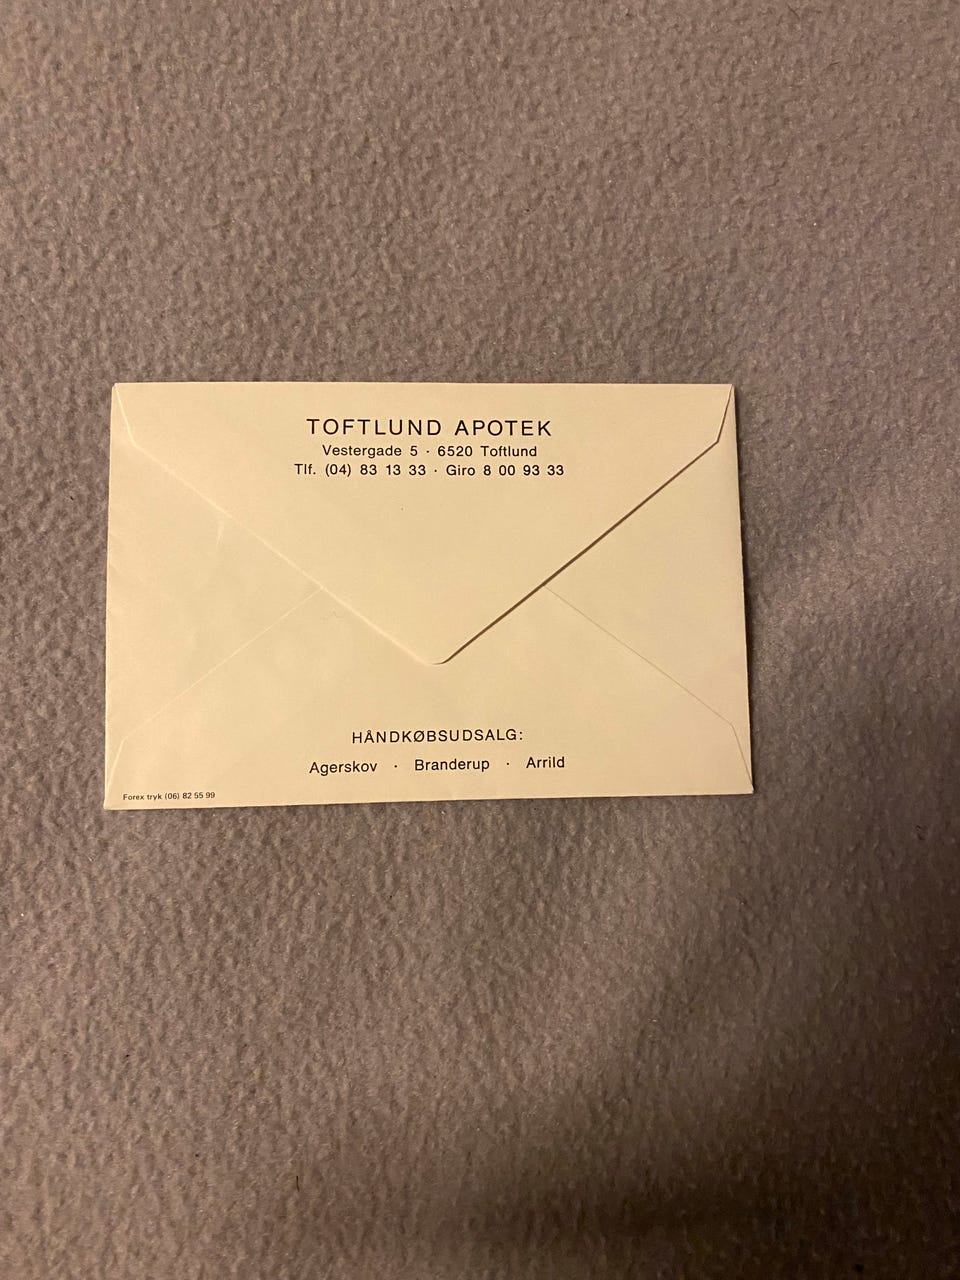 TOFTLUND APOTEK
Vestergade 5 · 6520 Toftlund
Tlf. (04) 83 13 33 · Giro 8 00 93 33
HÅNDKØBSUDSALG:
Agerskov · Branderup · Arrild
Forex tryk (06) 82 55 99